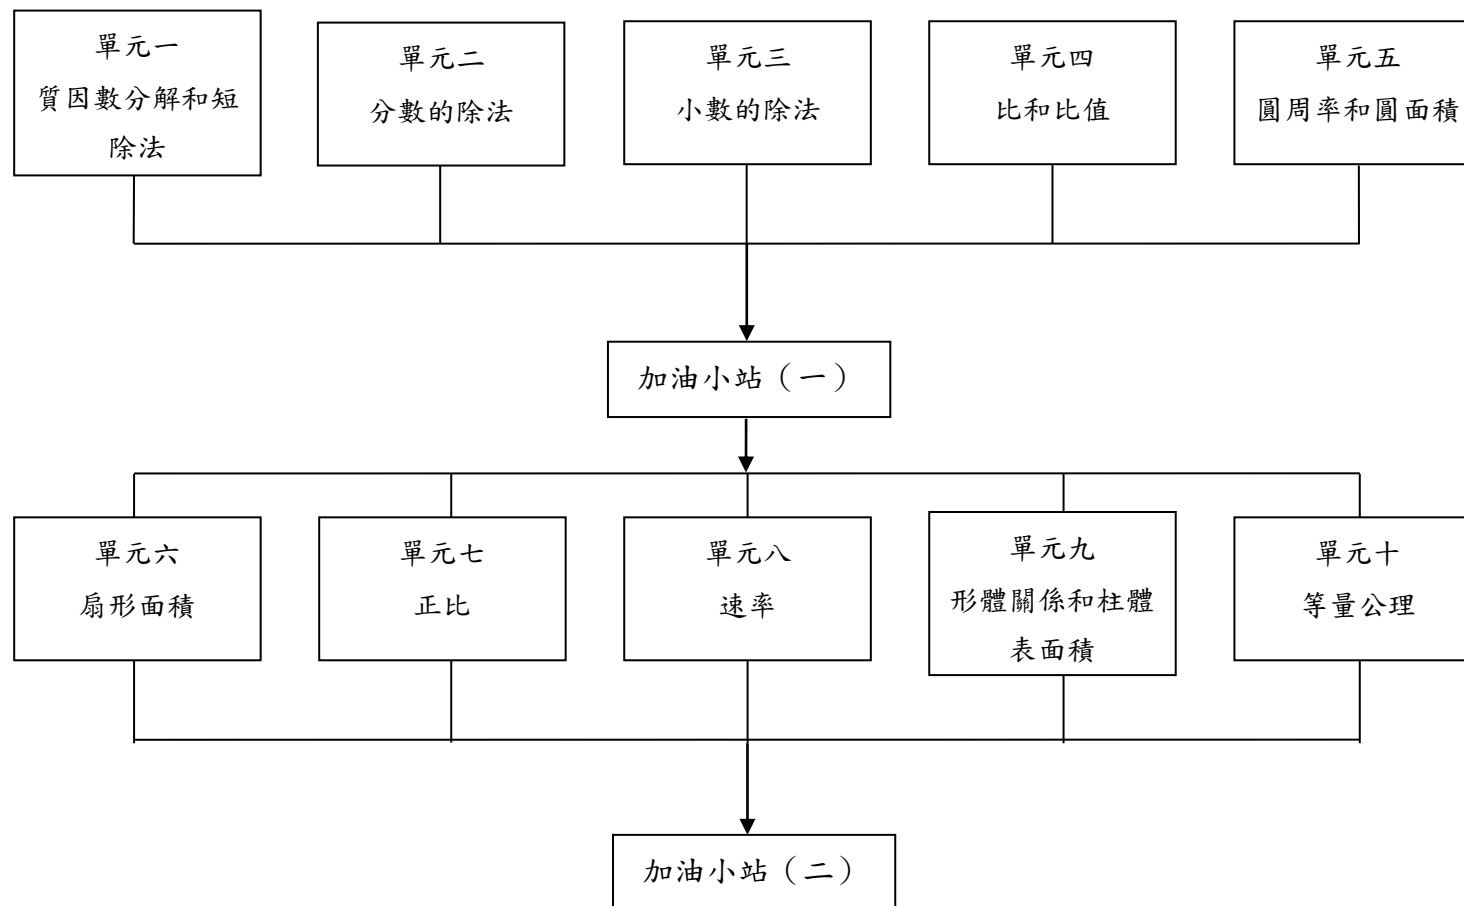 單元一
質因數分解和短
除法
單元二
分數的除法
單元三
小數的除法
單元四
比和比值
單元五
圓周率和圓面積
加油小站（一）
單元六
扇形面積
單元七
正比
單元八
速率
單元九
形體關係和柱體
表面積
單元十
等量公理
加油小站（二）